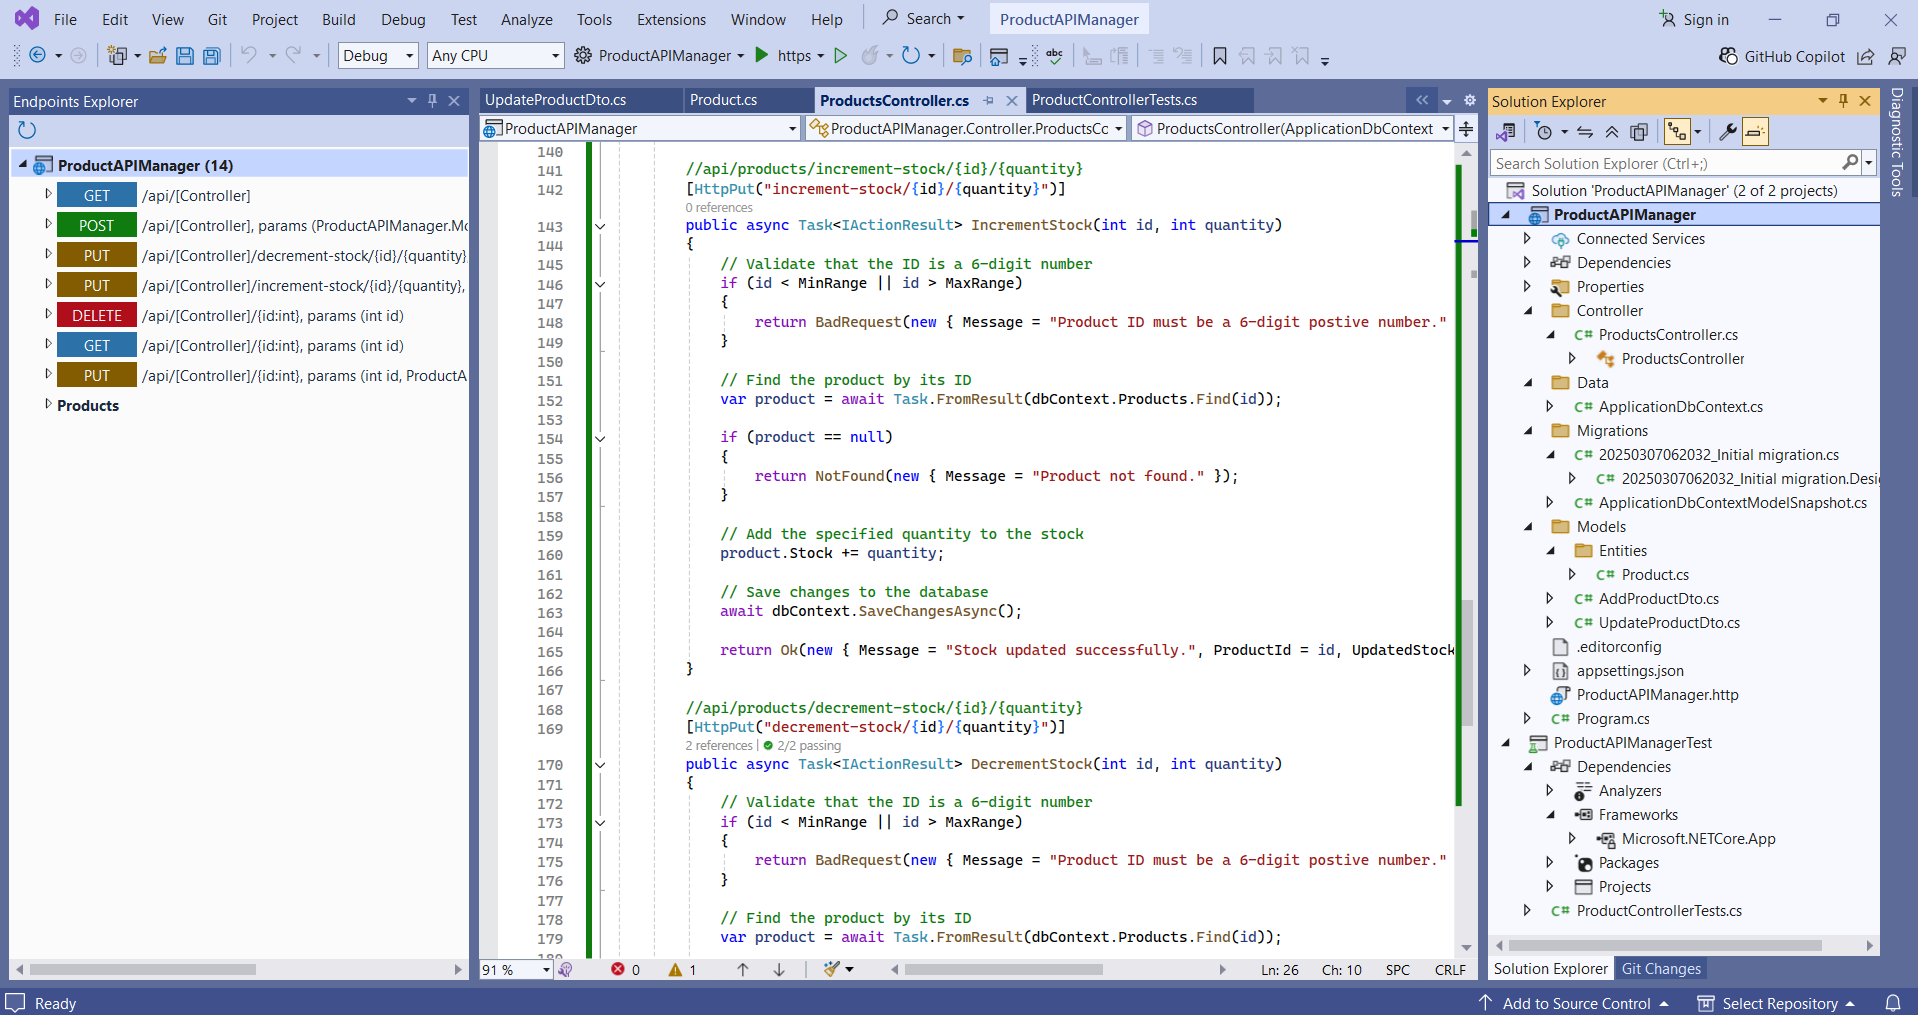 File Edit View Git Project Build Debug Test Analyze Tools Extensions Window Help Search ProductAPIManager Sign in
Debug Any CPU ProductAPIManager https GitHub Copilot
Endpoints Explorer
ProductAPIManager (14)
GET /api/[Controller]
POST /api/[Controller], params (ProductAPIManager.Mo
PUT /api/[Controller]/decrement-stock/{id}/{quantity}
PUT /api/[Controller]/increment-stock/{id}/{quantity},
DELETE /api/[Controller]/{id:int}, params (int id)
GET /api/[Controller]/{id:int}, params (int id)
PUT /api/[Controller]/{id:int}, params (int id, ProductA
Products
UpdateProductDto.cs Product.cs ProductsController.cs ProductControllerTests.cs
ProductAPIManager ProductAPIManager.Controller.ProductsCo ProductsController(ApplicationDbContext
140
141 //api/products/increment-stock/{id}/{quantity}
142 [HttpPut("increment-stock/{id}/{quantity}")]
0 references
143 public async Task<IActionResult> IncrementStock(int id, int quantity)
144 {
145 // Validate that the ID is a 6-digit number
146 if (id < MinRange || id > MaxRange)
147 {
148 return BadRequest(new { Message = "Product ID must be a 6-digit postive number."
149 }
150
151 // Find the product by its ID
152 var product = await Task.FromResult(dbContext.Products.Find(id));
153
154 if (product == null)
155 {
156 return NotFound(new { Message = "Product not found." });
157 }
158
159 // Add the specified quantity to the stock
160 product.Stock += quantity;
161
162 // Save changes to the database
163 await dbContext.SaveChangesAsync();
164
165 return Ok(new { Message = "Stock updated successfully.", ProductId = id, UpdatedStock
166 }
167
168 //api/products/decrement-stock/{id}/{quantity}
169 [HttpPut("decrement-stock/{id}/{quantity}")]
2 references | 2/2 passing
170 public async Task<IActionResult> DecrementStock(int id, int quantity)
171 {
172 // Validate that the ID is a 6-digit number
173 if (id < MinRange || id > MaxRange)
174 {
175 return BadRequest(new { Message = "Product ID must be a 6-digit postive number."
176 }
177
178 // Find the product by its ID
179 var product = await Task.FromResult(dbContext.Products.Find(id));
91 % 0 1 Ln: 26 Ch: 10 SPC CRLF
Solution Explorer
Search Solution Explorer (Ctrl+;)
Solution 'ProductAPIManager' (2 of 2 projects)
ProductAPIManager
Connected Services
Dependencies
Properties
Controller
C# ProductsController.cs
ProductsController
Data
C# ApplicationDbContext.cs
Migrations
C# 20250307062032_Initial migration.cs
C# 20250307062032_Initial migration.Desi
C# ApplicationDbContextModelSnapshot.cs
Models
Entities
C# Product.cs
C# AddProductDto.cs
C# UpdateProductDto.cs
.editorconfig
appsettings.json
ProductAPIManager.http
C# Program.cs
ProductAPIManagerTest
Dependencies
Analyzers
Frameworks
Microsoft.NETCore.App
Packages
Projects
C# ProductControllerTests.cs
Solution Explorer Git Changes
Diagnostic Tools
Ready Add to Source Control Select Repository